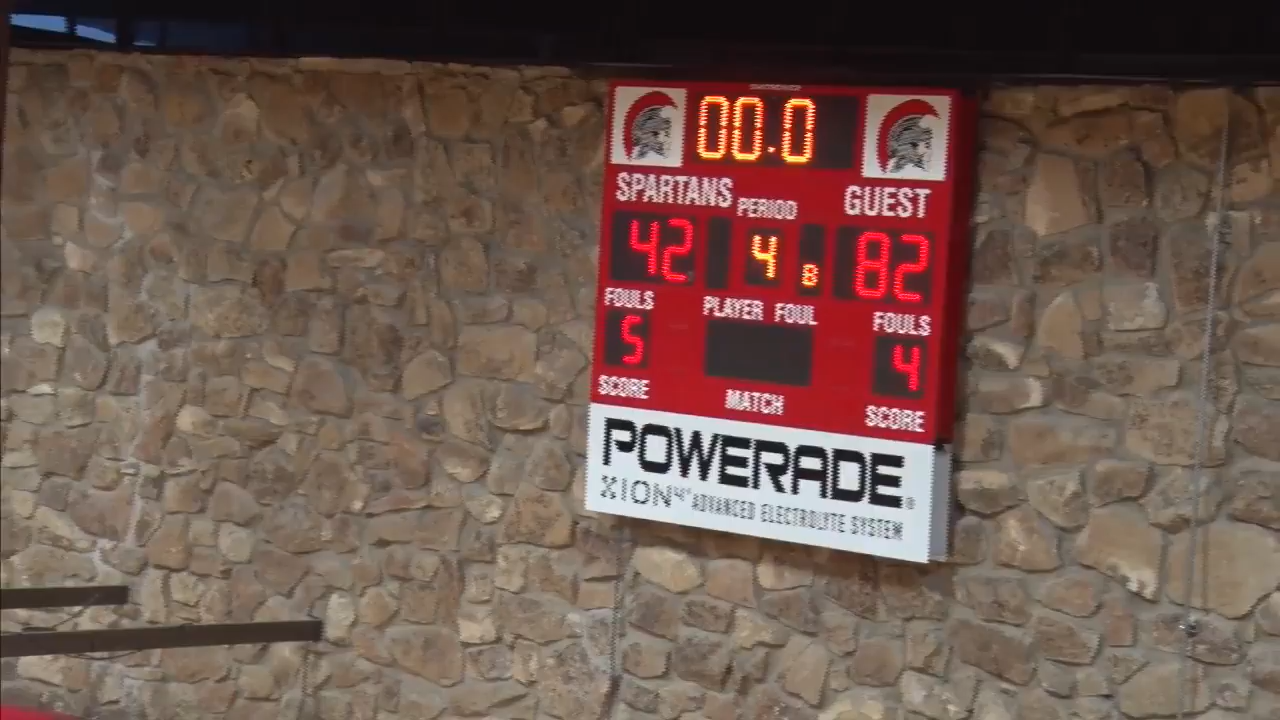 00.0
SPARTANS PERIOD GUEST
42 4 8 82
FOULS PLAYER FOUL FOULS
5 4
SCORE MATCH SCORE
POWERADE
XION4 ADVANCED ELECTROLYTE SYSTEM